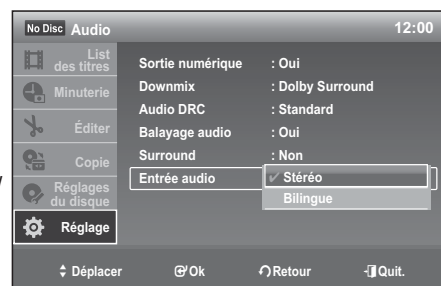 No Disc Audio 12:00
List
des titres
Minuterie
Éditer
Copie
Réglages
du disque
Réglage
Sortie numérique : Oui
Downmix : Dolby Surround
Audio DRC : Standard
Balayage audio : Oui
Surround : Non
Entrée audio
✔ Stéréo
Bilingue
Déplacer Ok Retour Quit.